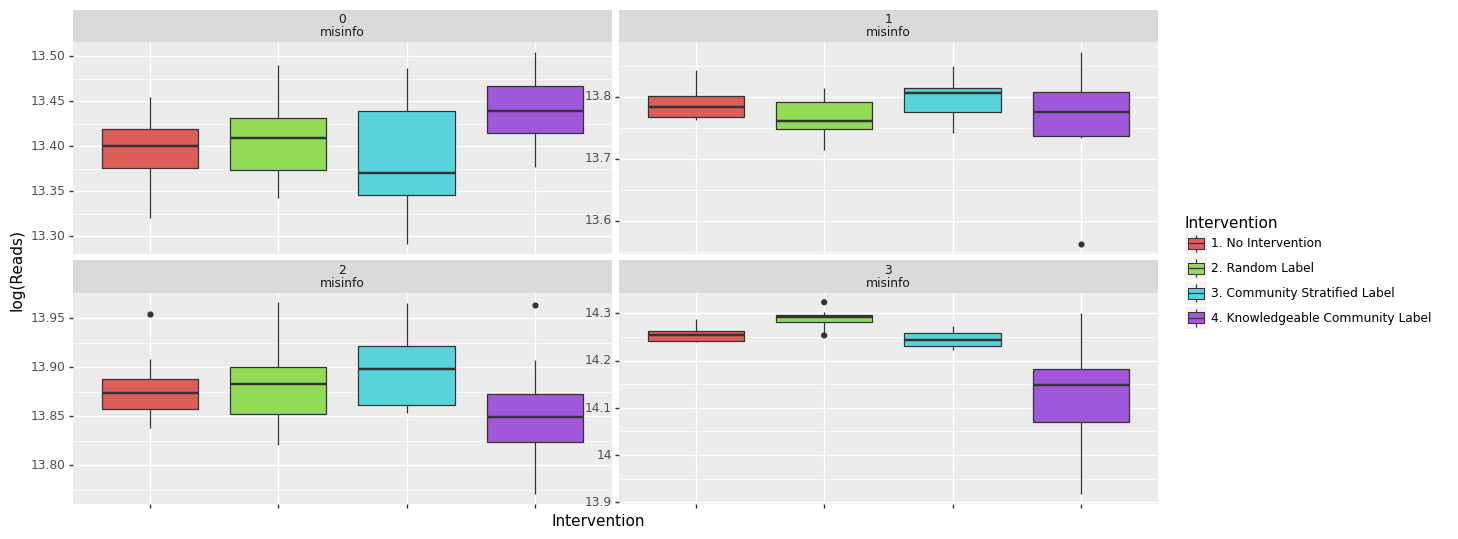 0
misinfo
1
misinfo
13.50
13.45
13.40
13.35
13.30
13.8
13.7
13.6
log(Reads)
2
misinfo
3
misinfo
13.95
13.90
13.85
13.80
14.3
14.2
14.1
14
13.9
Intervention
Intervention
1. No Intervention
2. Random Label
3. Community Stratified Label
4. Knowledgeable Community Label